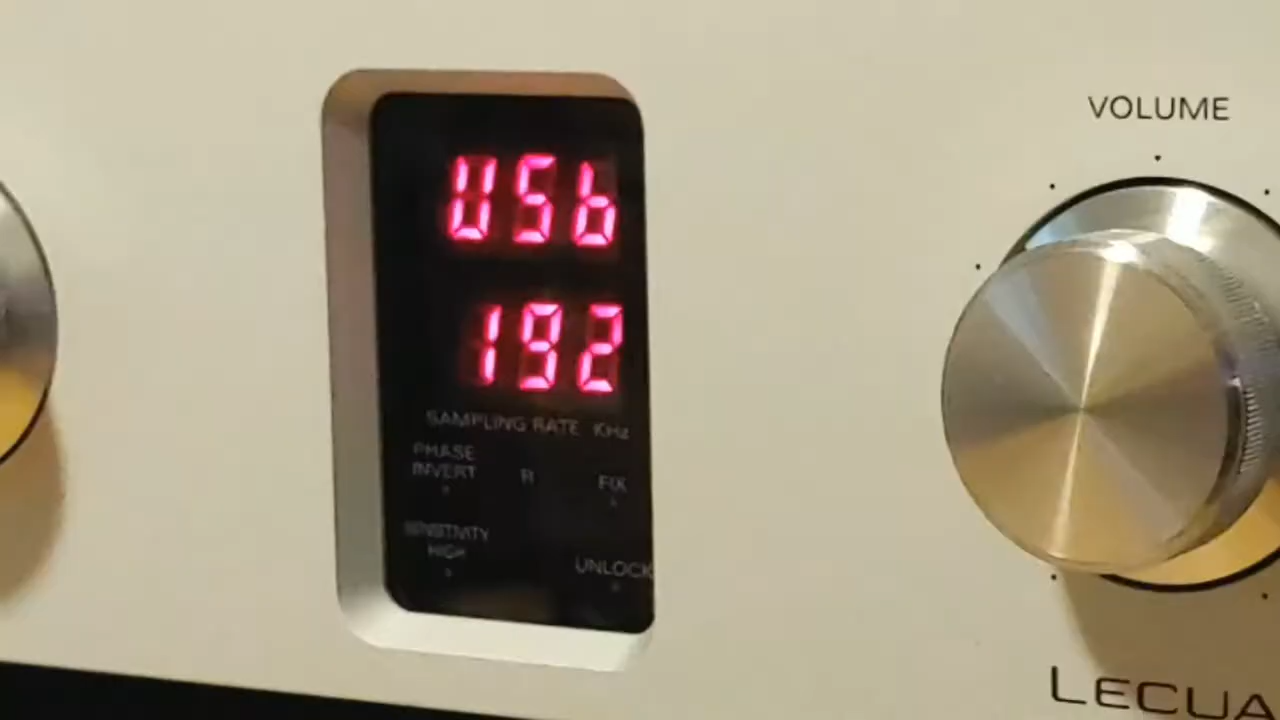 VOLUME
USb
192
SAMPLING RATE KHz
PHASE
INVERT
FIX
SENSITIVITY
HIGH
UNLOCK
LECUA